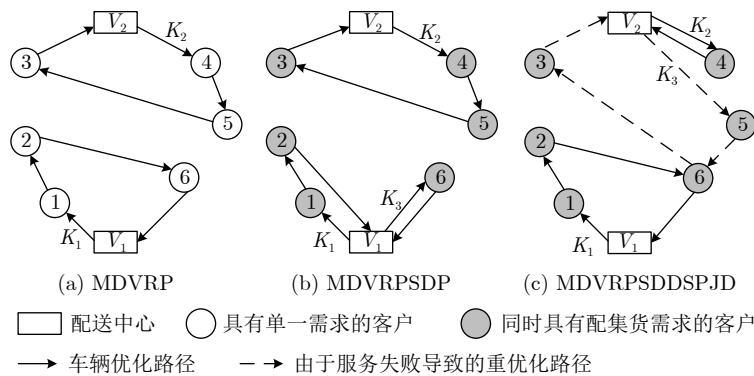 V₂ K₂ V₂ K₂ V₂ K₂
3 4 3 4 3 K₃ 4
5 5 5
2 6 2 6 2 6
1 1 K₃ 1
K₁ V₁ K₁ V₁ K₁ V₁
(a) MDVRP (b) MDVRPSDP (c) MDVRPSDDSPJD
配送中心 具有单一需求的客户 同时具有配集货需求的客户
车辆优化路径 由于服务失败导致的重优化路径